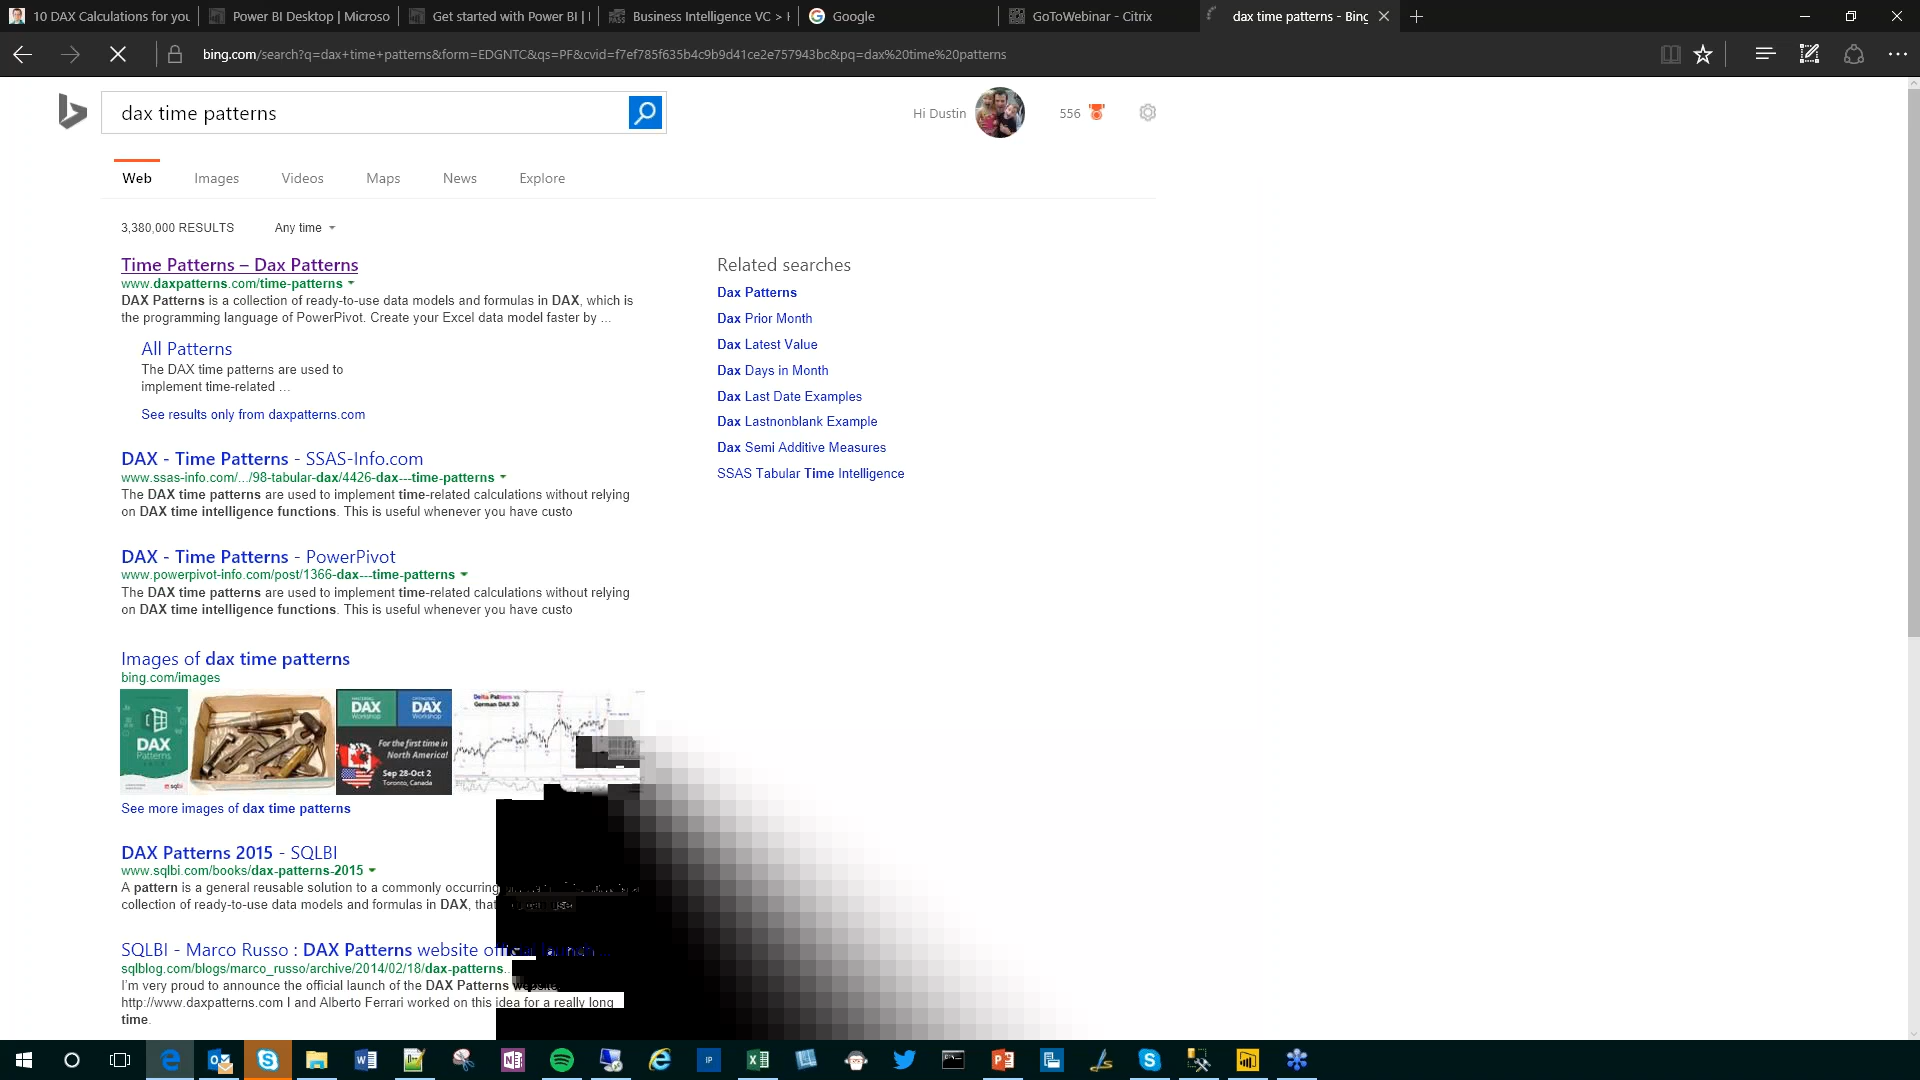 10 DAX Calculations for you
Power BI Desktop | Microso
Get started with Power BI |
Business Intelligence VC >
Google
GoToWebinar - Citrix
dax time patterns - Bing
bing.com/search?q=dax+time+patterns&form=EDGNTC&qs=PF&cvid=f7ef785f635b4c9b9d41ce2e757943bc&pq=dax%20time%20patterns
dax time patterns
Hi Dustin
556
Web
Images
Videos
Maps
News
Explore
3,380,000 RESULTS
Any time
Time Patterns – Dax Patterns
www.daxpatterns.com/time-patterns
DAX Patterns is a collection of ready-to-use data models and formulas in DAX, which is
the programming language of PowerPivot. Create your Excel data model faster by ...
All Patterns
The DAX time patterns are used to
implement time-related ...
See results only from daxpatterns.com
DAX - Time Patterns - SSAS-Info.com
www.ssas-info.com/.../98-tabular-dax/4426-dax---time-patterns
The DAX time patterns are used to implement time-related calculations without relying
on DAX time intelligence functions. This is useful whenever you have custo
DAX - Time Patterns - PowerPivot
www.powerpivot-info.com/post/1366-dax---time-patterns
The DAX time patterns are used to implement time-related calculations without relying
on DAX time intelligence functions. This is useful whenever you have custo
Images of dax time patterns
bing.com/images
DAX
Patterns
sqlbi
DAX
Workshop
DAX
Workshop
For the first time in
North America!
Sep 28-Oct 2
Toronto, Canada
Delta Pattern vs
German DAX 30
See more images of dax time patterns
DAX Patterns 2015 - SQLBI
www.sqlbi.com/books/dax-patterns-2015
A pattern is a general reusable solution to a commonly occurring
collection of ready-to-use data models and formulas in DAX, that
SQLBI - Marco Russo : DAX Patterns website official launch ...
sqlblog.com/blogs/marco_russo/archive/2014/02/18/dax-patterns...
I'm very proud to announce the official launch of the DAX Patterns website
http://www.daxpatterns.com I and Alberto Ferrari worked on this idea for a really long
time.
Related searches
Dax Patterns
Dax Prior Month
Dax Latest Value
Dax Days in Month
Dax Last Date Examples
Dax Lastnonblank Example
Dax Semi Additive Measures
SSAS Tabular Time Intelligence